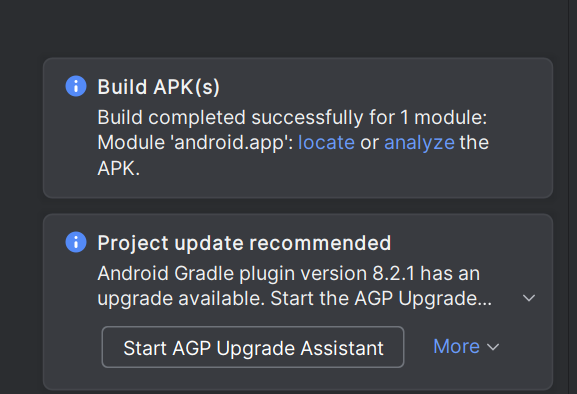 Build APK(s)
Build completed successfully for 1 module:
Module 'android.app': locate or analyze the
APK.
Project update recommended
Android Gradle plugin version 8.2.1 has an
upgrade available. Start the AGP Upgrade...
Start AGP Upgrade Assistant
More